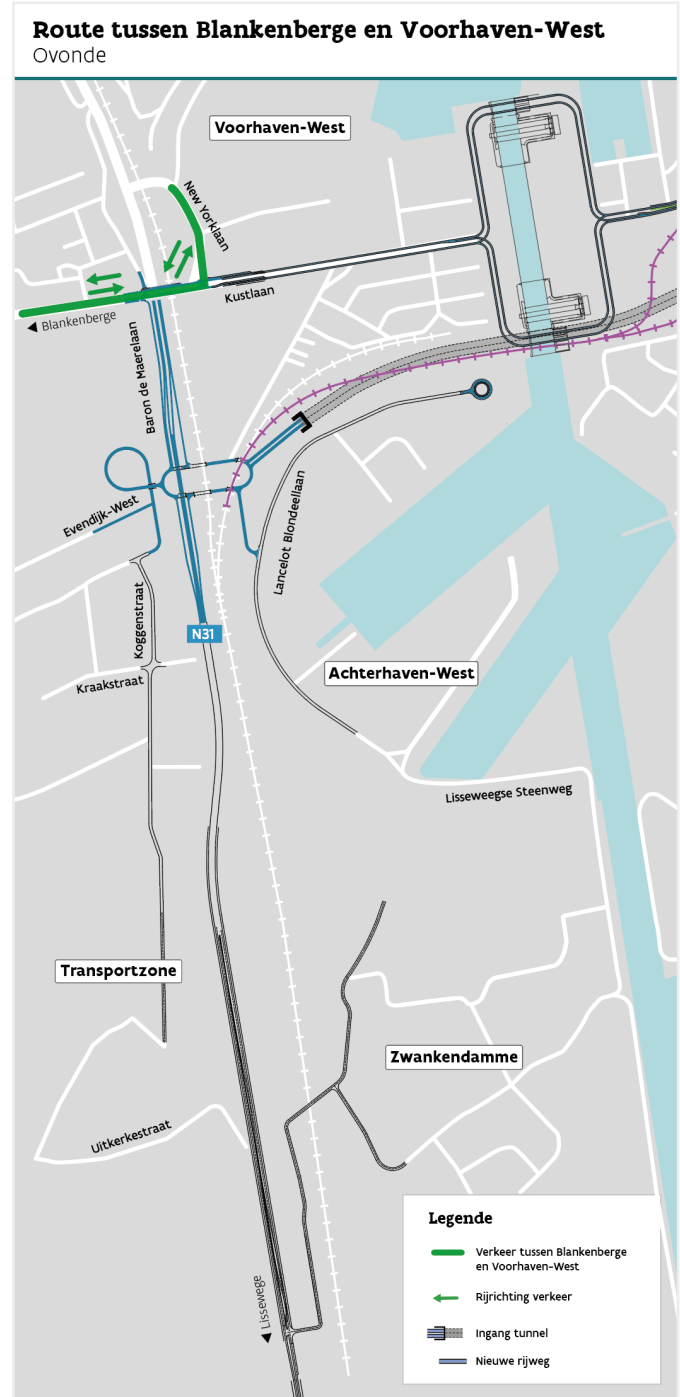 Route tussen Blankenberge en Voorhaven-West
Ovonde
Voorhaven-West
New Yorklaan
Kustlaan
◀ Blankenberge
Baron de Maerelaan
Evendijk-West
Lancelot Blondeellaan
Koggenstraat
N31
Kraakstraat
Achterhaven-West
Lisseweegse Steenweg
Transportzone
Zwankendamme
Uitkerkestraat
◀ Lissewege
Legende
Verkeer tussen Blankenberge
en Voorhaven-West
Rijrichting verkeer
Ingang tunnel
Nieuwe rijweg